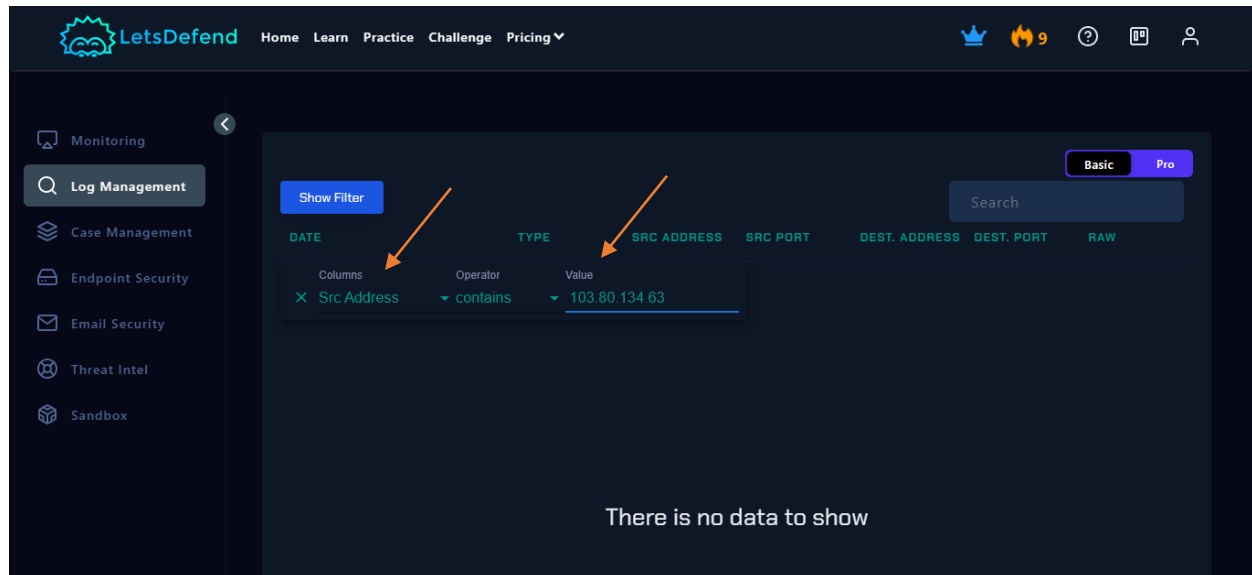 LetsDefend Home Learn Practice Challenge Pricing 9
Monitoring
Log Management
Case Management
Endpoint Security
Email Security
Threat Intel
Sandbox
Basic Pro
Show Filter
Search
DATE TYPE SRC ADDRESS SRC PORT DEST. ADDRESS DEST. PORT RAW
Columns Operator Value
Src Address contains 103.80.134.63
There is no data to show